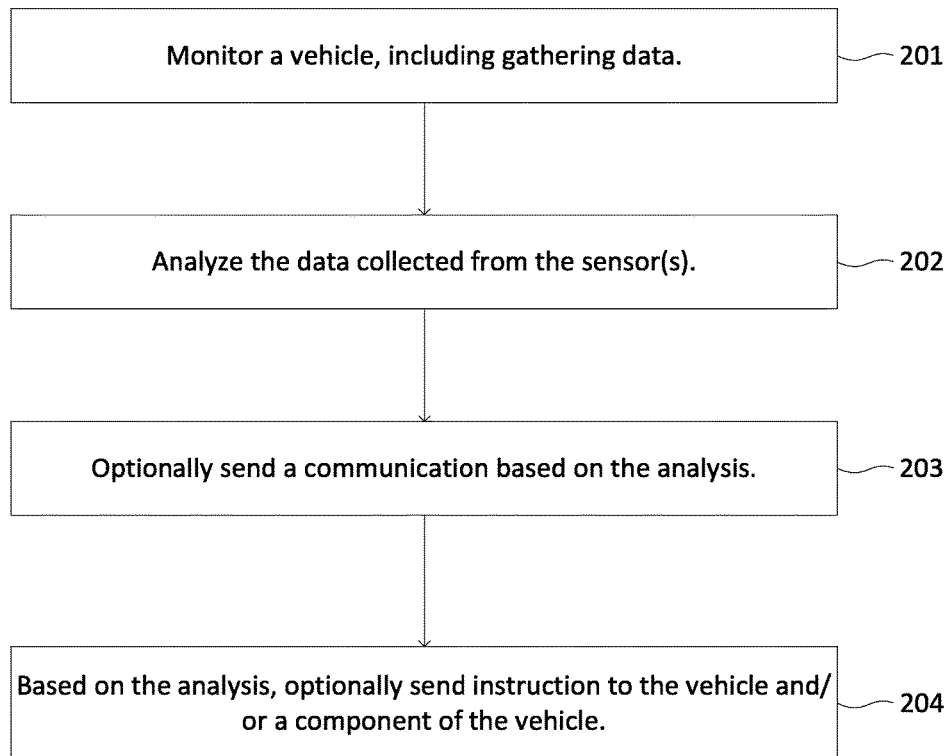 Monitor a vehicle, including gathering data.
201
Analyze the data collected from the sensor(s).
202
Optionally send a communication based on the analysis.
203
Based on the analysis, optionally send instruction to the vehicle and/
or a component of the vehicle.
204